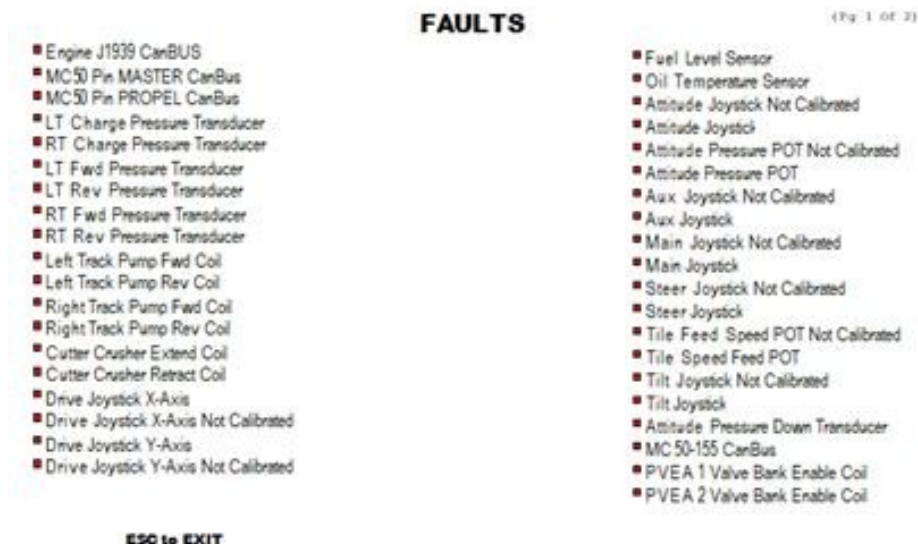 FAULTS
(Pg 1 Of 2)
Engine J1939 CanBUS
MC50 Pin MASTER CanBus
MC50 Pin PROPEL CanBus
LT Charge Pressure Transducer
RT Charge Pressure Transducer
LT Fwd Pressure Transducer
LT Rev Pressure Transducer
RT Fwd Pressure Transducer
RT Rev Pressure Transducer
Left Track Pump Fwd Coil
Left Track Pump Rev Coil
Right Track Pump Fwd Coil
Right Track Pump Rev Coil
Cutter Crusher Extend Coil
Cutter Crusher Retract Coil
Drive Joystick X-Axis
Drive Joystick X-Axis Not Calibrated
Drive Joystick Y-Axis
Drive Joystick Y-Axis Not Calibrated
Fuel Level Sensor
Oil Temperature Sensor
Attitude Joystick Not Calibrated
Attitude Joystick
Attitude Pressure POT Not Calibrated
Attitude Pressure POT
Aux Joystick Not Calibrated
Aux Joystick
Main Joystick Not Calibrated
Main Joystick
Steer Joystick Not Calibrated
Steer Joystick
Tile Feed Speed POT Not Calibrated
Tile Speed Feed POT
Tilt Joystick Not Calibrated
Tilt Joystick
Attitude Pressure Down Transducer
MC 50-155 CanBus
PVEA 1 Valve Bank Enable Coil
PVEA 2 Valve Bank Enable Coil
ESC to EXIT